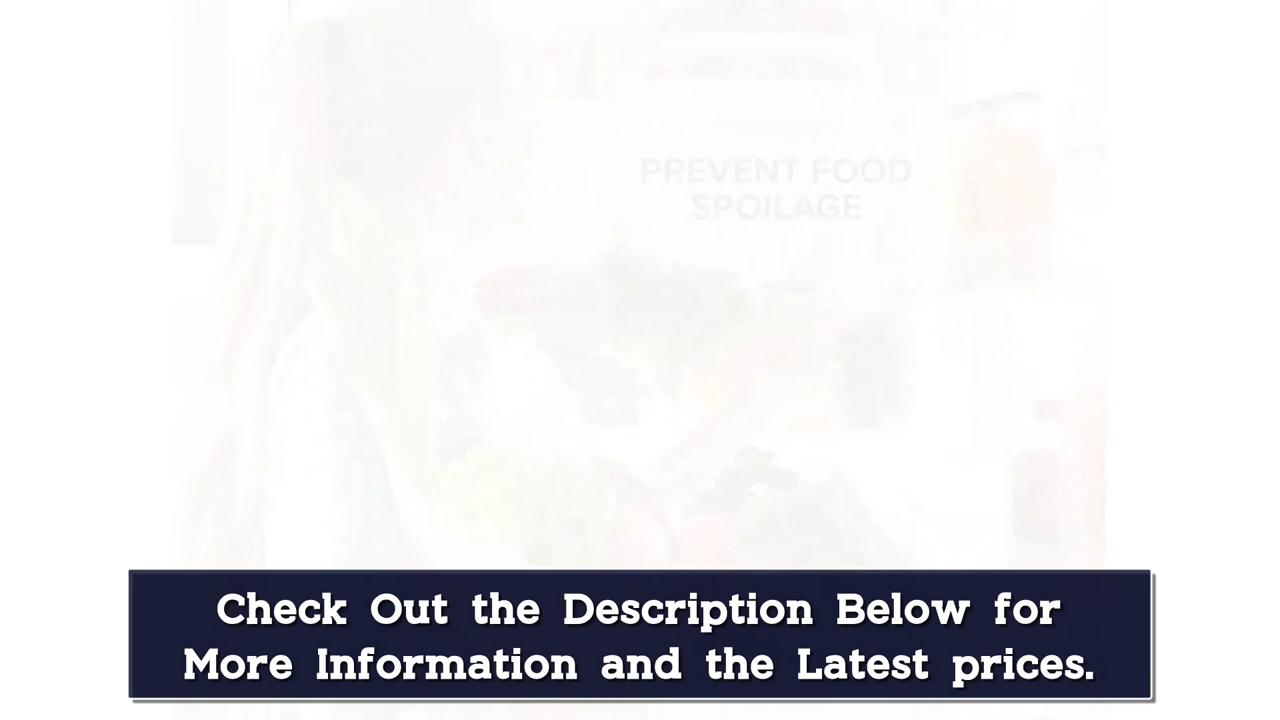 PREVENT FOOD
SPOILAGE
Check Out the Description Below for
More Information and the Latest prices.